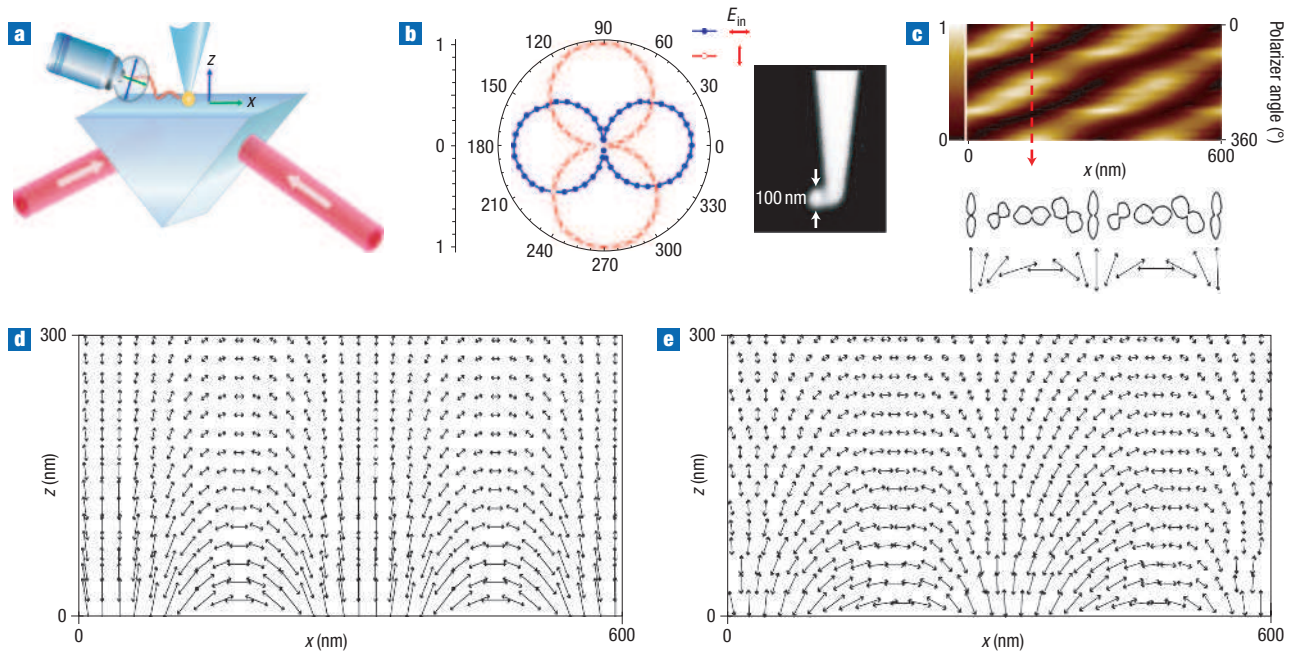 a
z
x
b
1
0
1
120
90
60
150
30
180
0
210
330
240
270
300
E in
100 nm
c
1
0
0°
360
Polarizer angle (°)
0
600
x (nm)
d
300
z (nm)
0
0
600
x (nm)
e
300
z (nm)
0
0
600
x (nm)